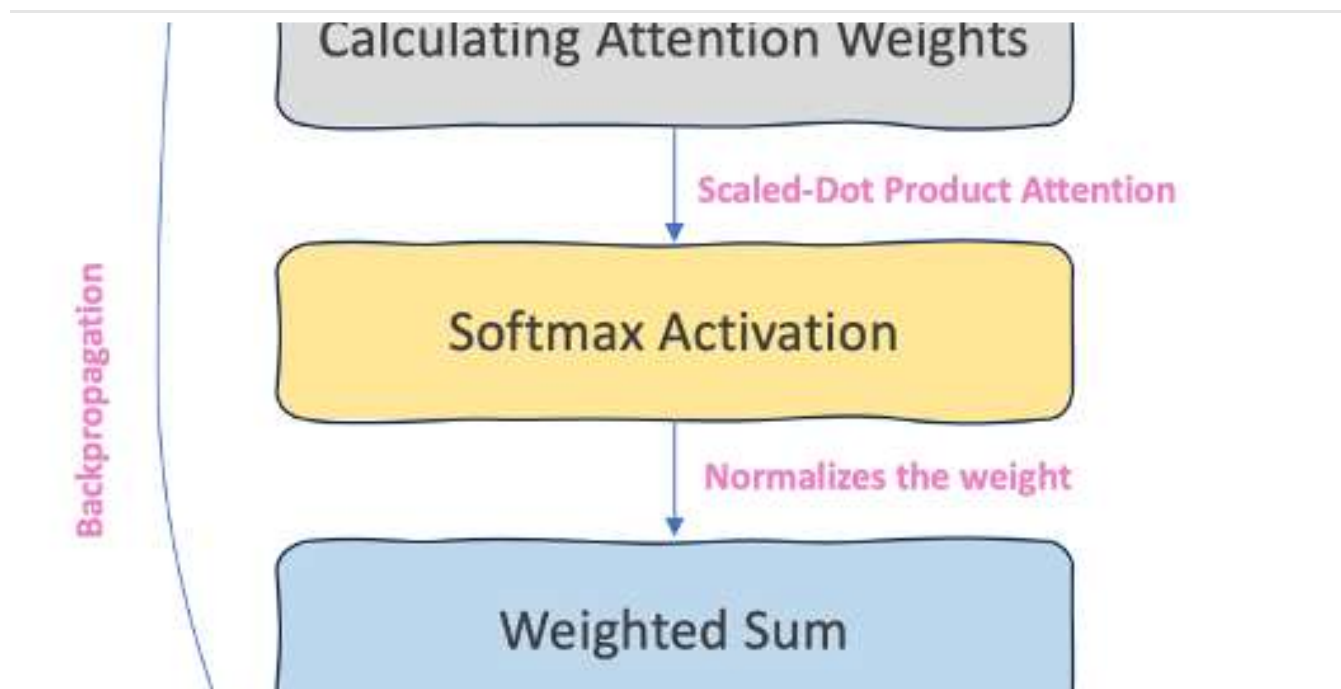 Calculating Attention Weights
Scaled-Dot Product Attention
Softmax Activation
Backpropagation
Normalizes the weight
Weighted Sum